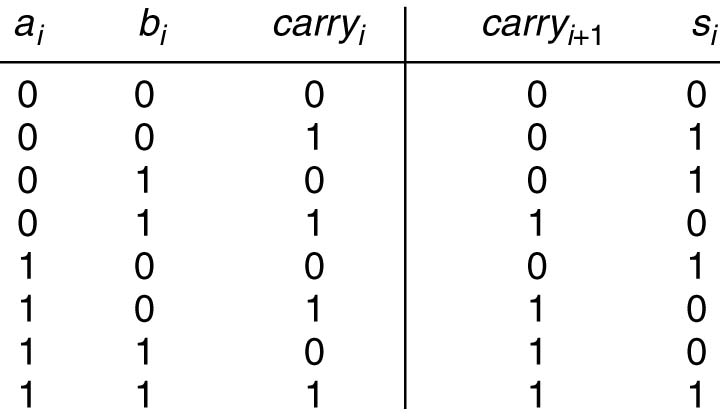 a_i b_i carry_i carry_{i+1} s_i
0 0 0 0 0
0 0 1 0 1
0 1 0 0 1
0 1 1 1 0
1 0 0 0 1
1 0 1 1 0
1 1 0 1 0
1 1 1 1 1